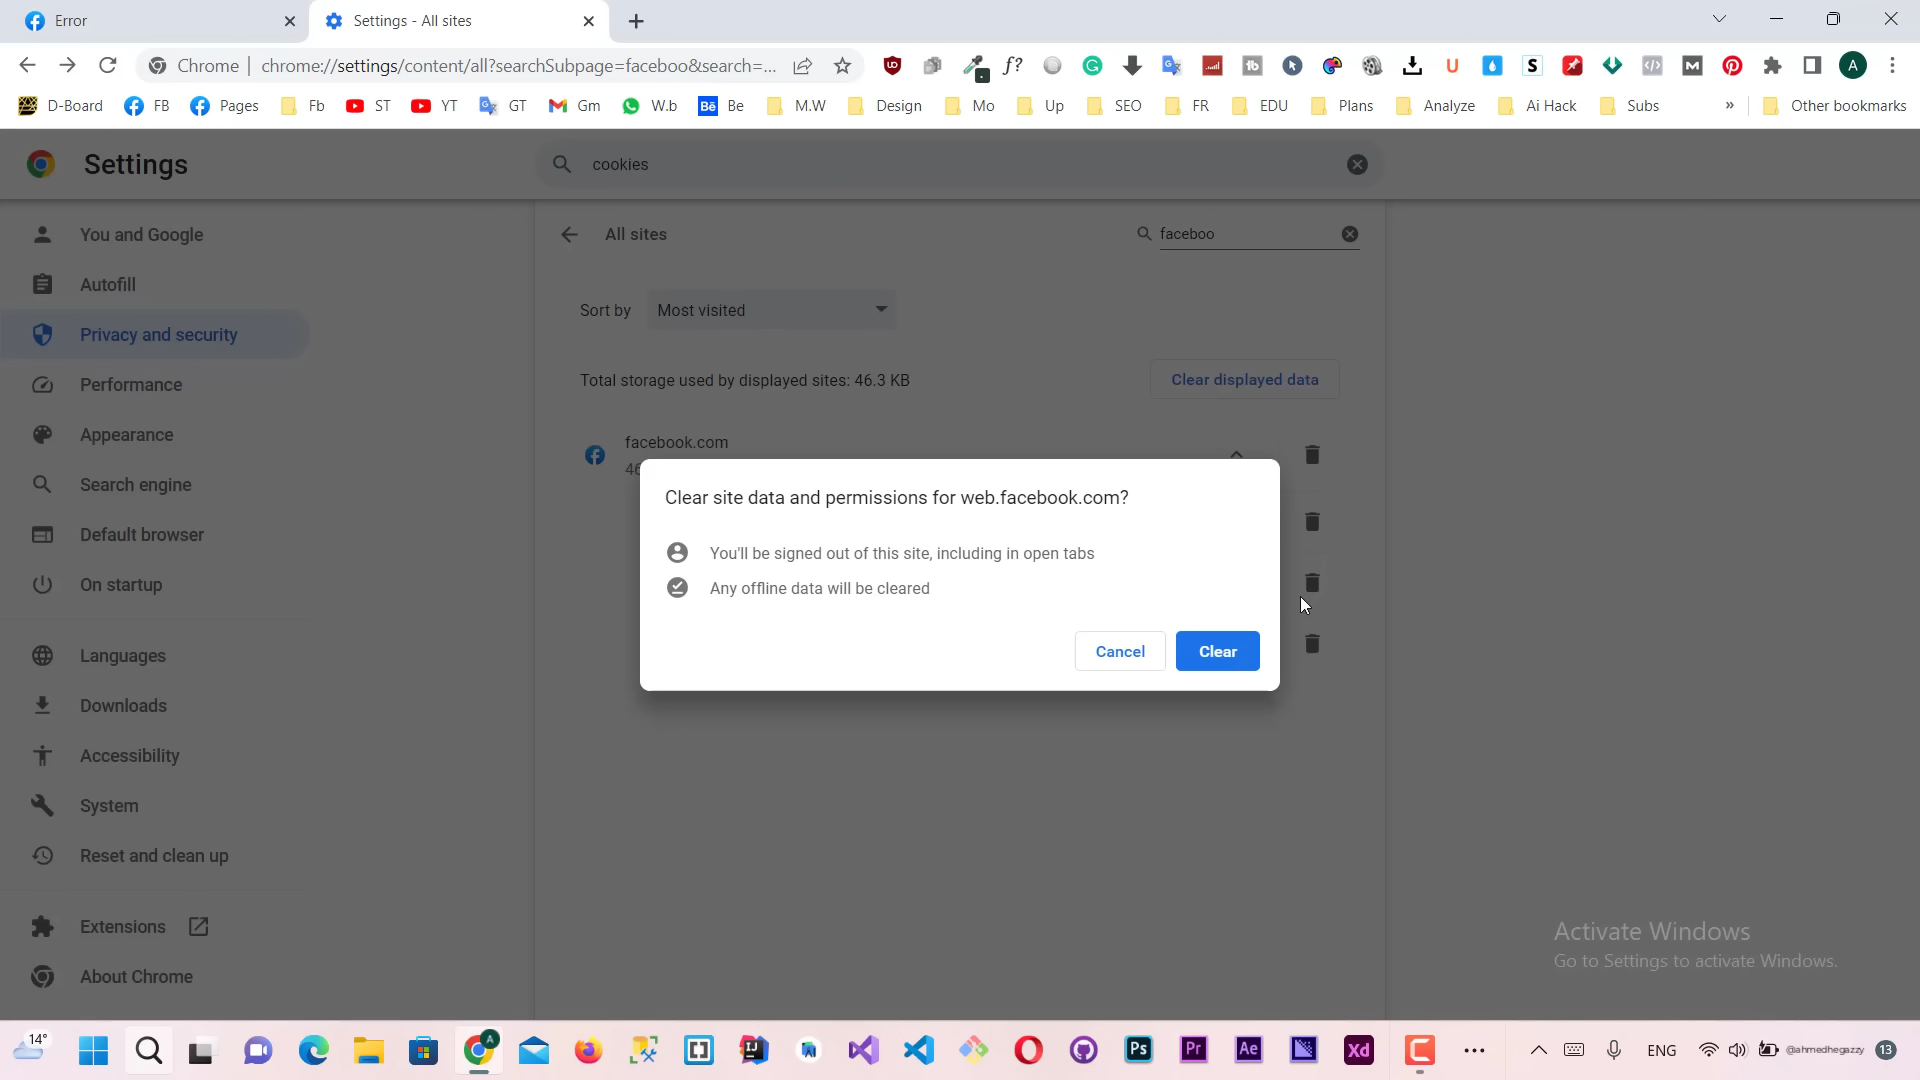 Error
Settings - All sites
Chrome | chrome://settings/content/all?searchSubpage=faceboo&search=...
D-Board FB Pages Fb ST YT GT Gm W.b Be M.W Design Mo Up SEO FR EDU Plans Analyze Ai Hack Subs » Other bookmarks
Settings
cookies
You and Google
Autofill
Privacy and security
Performance
Appearance
Search engine
Default browser
On startup
Languages
Downloads
Accessibility
System
Reset and clean up
Extensions
About Chrome
All sites
faceboo
Sort by Most visited
Total storage used by displayed sites: 46.3 KB
Clear displayed data
facebook.com
46
Clear site data and permissions for web.facebook.com?
You'll be signed out of this site, including in open tabs
Any offline data will be cleared
Cancel
Clear
Activate Windows
Go to Settings to activate Windows.
14°
ENG
@ahmedhegazzy
13